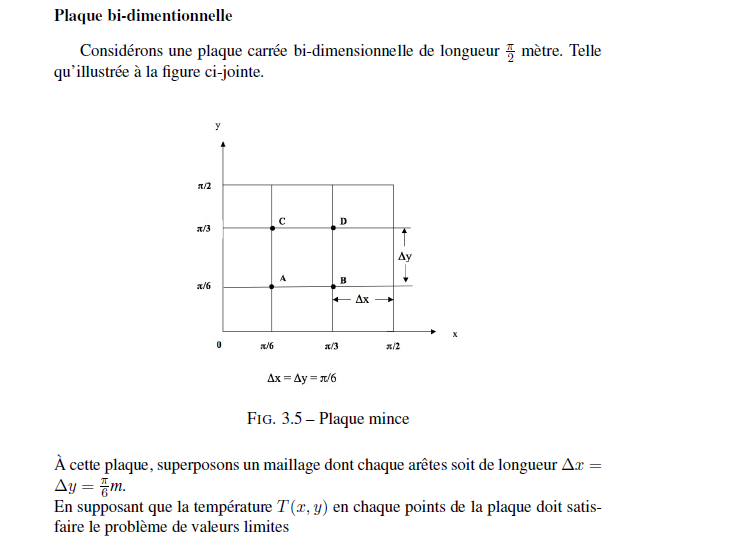 Plaque bi-dimentionnelle
Considérons une plaque carrée bi-dimensionnelle de longueur π/2 mètre. Telle
qu'illustrée à la figure ci-jointe.
y
π/2
C
D
π/3
Δy
A
B
π/6
Δx
x
0
π/6
π/3
π/2
Δx = Δy = π/6
FIG. 3.5 – Plaque mince
À cette plaque, superposons un maillage dont chaque arêtes soit de longueur Δx =
Δy = π/6 m.
En supposant que la température T(x, y) en chaque points de la plaque doit satis-
faire le problème de valeurs limites